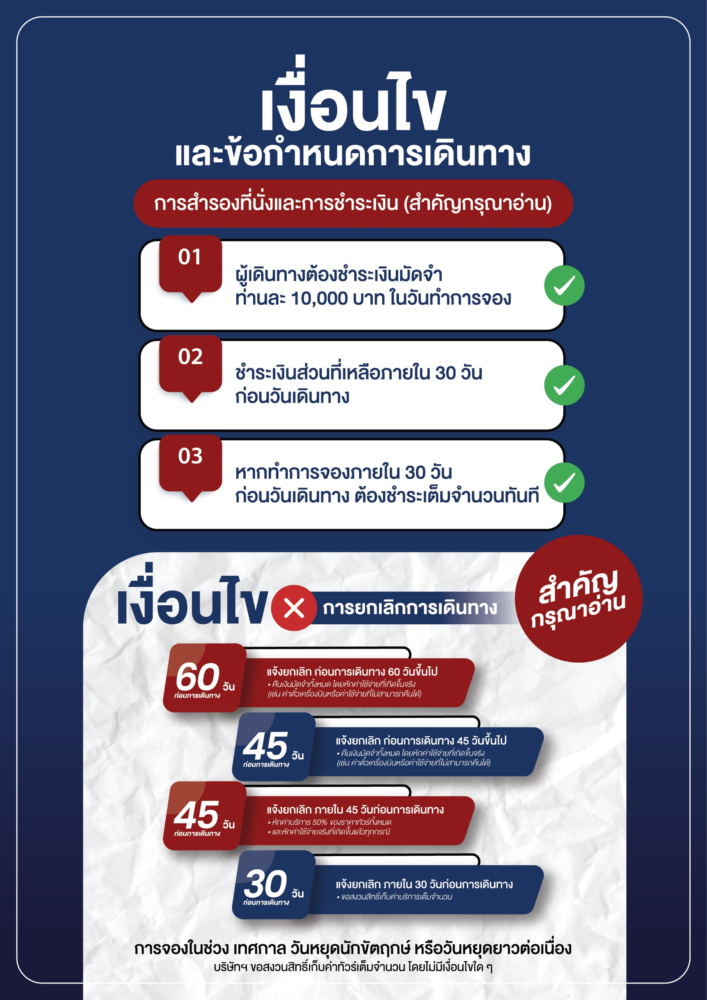 เงื่อนไข
และข้อกำหนดการเดินทาง
การสำรองที่นั่งและการชำระเงิน (สำคัญกรุณาอ่าน)
01
ผู้เดินทางต้องชำระเงินมัดจำ
ท่านละ 10,000 บาท ในวันทำการจอง
02
ชำระเงินส่วนที่เหลือภายใน 30 วัน
ก่อนวันเดินทาง
03
หากทำการจองภายใน 30 วัน
ก่อนวันเดินทาง ต้องชำระเต็มจำนวนทันที
เงื่อนไข
การยกเลิกการเดินทาง
สำคัญ
กรุณาอ่าน
60 วัน
ก่อนการเดินทาง
แจ้งยกเลิก ก่อนการเดินทาง 60 วันขึ้นไป
• คืนเงินมัดจำทั้งหมด โดยหักค่าใช้จ่ายที่เกิดขึ้นจริง
(เช่น ค่าตั๋วเครื่องบินหรือค่าใช้จ่ายที่ไม่สามารถคืนได้)
45 วัน
ก่อนการเดินทาง
แจ้งยกเลิก ก่อนการเดินทาง 45 วันขึ้นไป
• คืนเงินมัดจำทั้งหมด โดยหักค่าใช้จ่ายที่เกิดขึ้นจริง
(เช่น ค่าตั๋วเครื่องบินหรือค่าใช้จ่ายที่ไม่สามารถคืนได้)
45 วัน
ก่อนการเดินทาง
แจ้งยกเลิก ภายใน 45 วันก่อนการเดินทาง
• หักค่าบริการ 50% ของราคาทัวร์ทั้งหมด
• และหักค่าใช้จ่ายจริงที่เกิดขึ้นแล้วทุกกรณี
30 วัน
ก่อนการเดินทาง
แจ้งยกเลิก ภายใน 30 วันก่อนการเดินทาง
• ขอสงวนสิทธิ์เก็บค่าบริการเต็มจำนวน
การจองในช่วง เทศกาล วันหยุดนักขัตฤกษ์ หรือวันหยุดยาวต่อเนื่อง
บริษัทฯ ขอสงวนสิทธิ์เก็บค่าทัวร์เต็มจำนวน โดยไม่มีเงื่อนไขใด ๆ